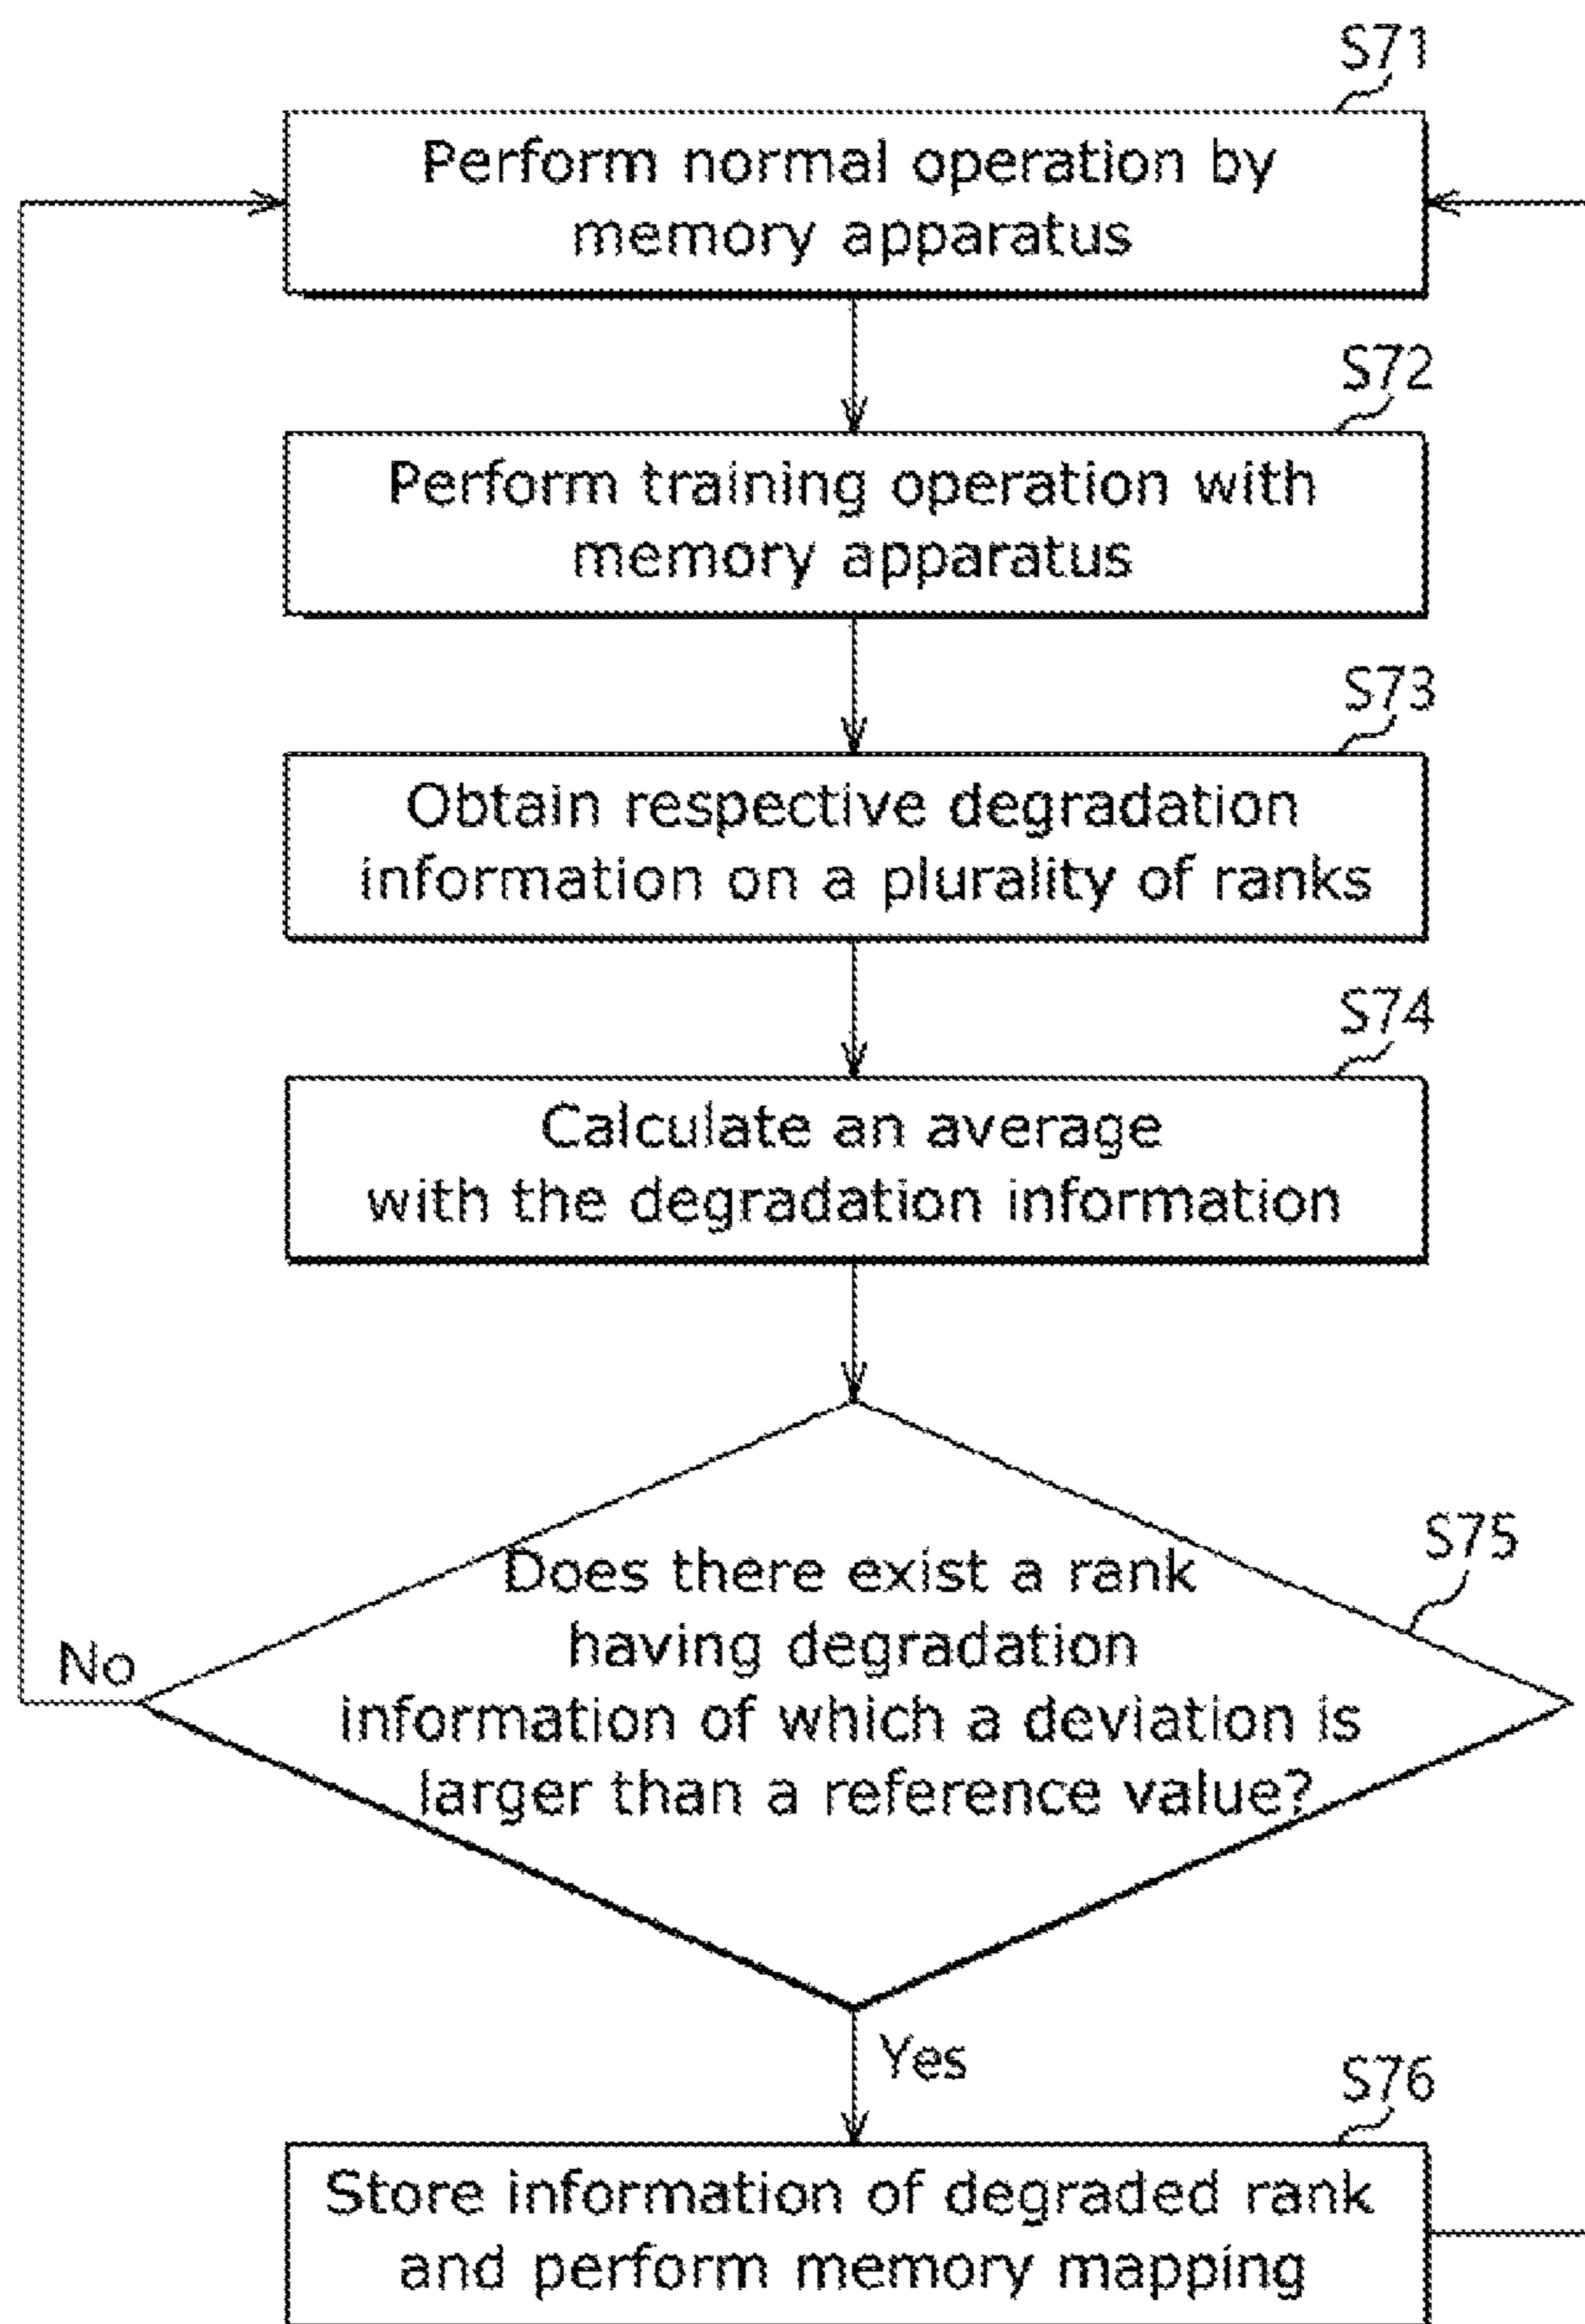 S71
Perform normal operation by
memory apparatus
S72
Perform training operation with
memory apparatus
S73
Obtain respective degradation
information on a plurality of ranks
S74
Calculate an average
with the degradation information
S75
Does there exist a rank
having degradation
information of which a deviation is
larger than a reference value?
No
Yes
S76
Store information of degraded rank
and perform memory mapping